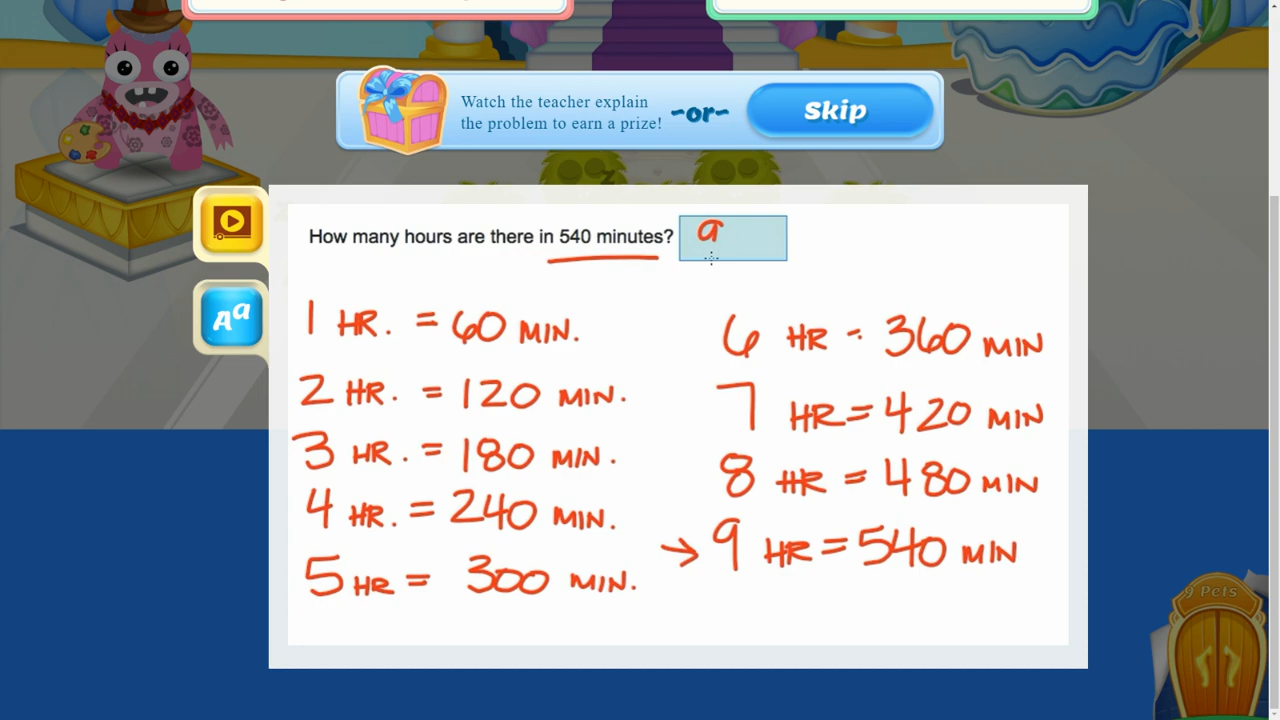 Watch the teacher explain
the problem to earn a prize!
~or~
Skip
How many hours are there in 540 minutes?
Aa
1 HR. = 60 MIN.
2 HR. = 120 MIN.
3 HR. = 180 MIN.
4 HR. = 240 MIN.
5 HR = 300 MIN.
6 HR - 360 MIN
7 HR = 420 MIN
8 HR = 480 MIN
→ 9 HR = 540 MIN
9 Pets